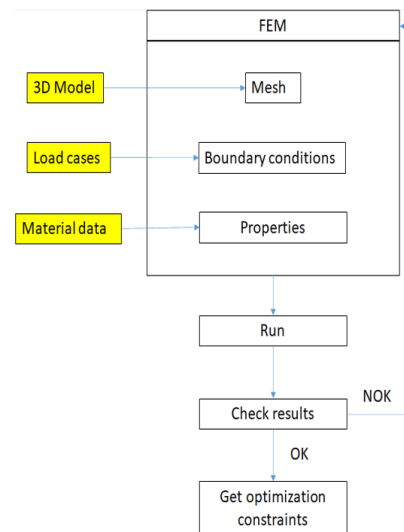 FEM
3D Model
Mesh
Load cases
Boundary conditions
Material data
Properties
Run
Check results
NOK
OK
Get optimization
constraints